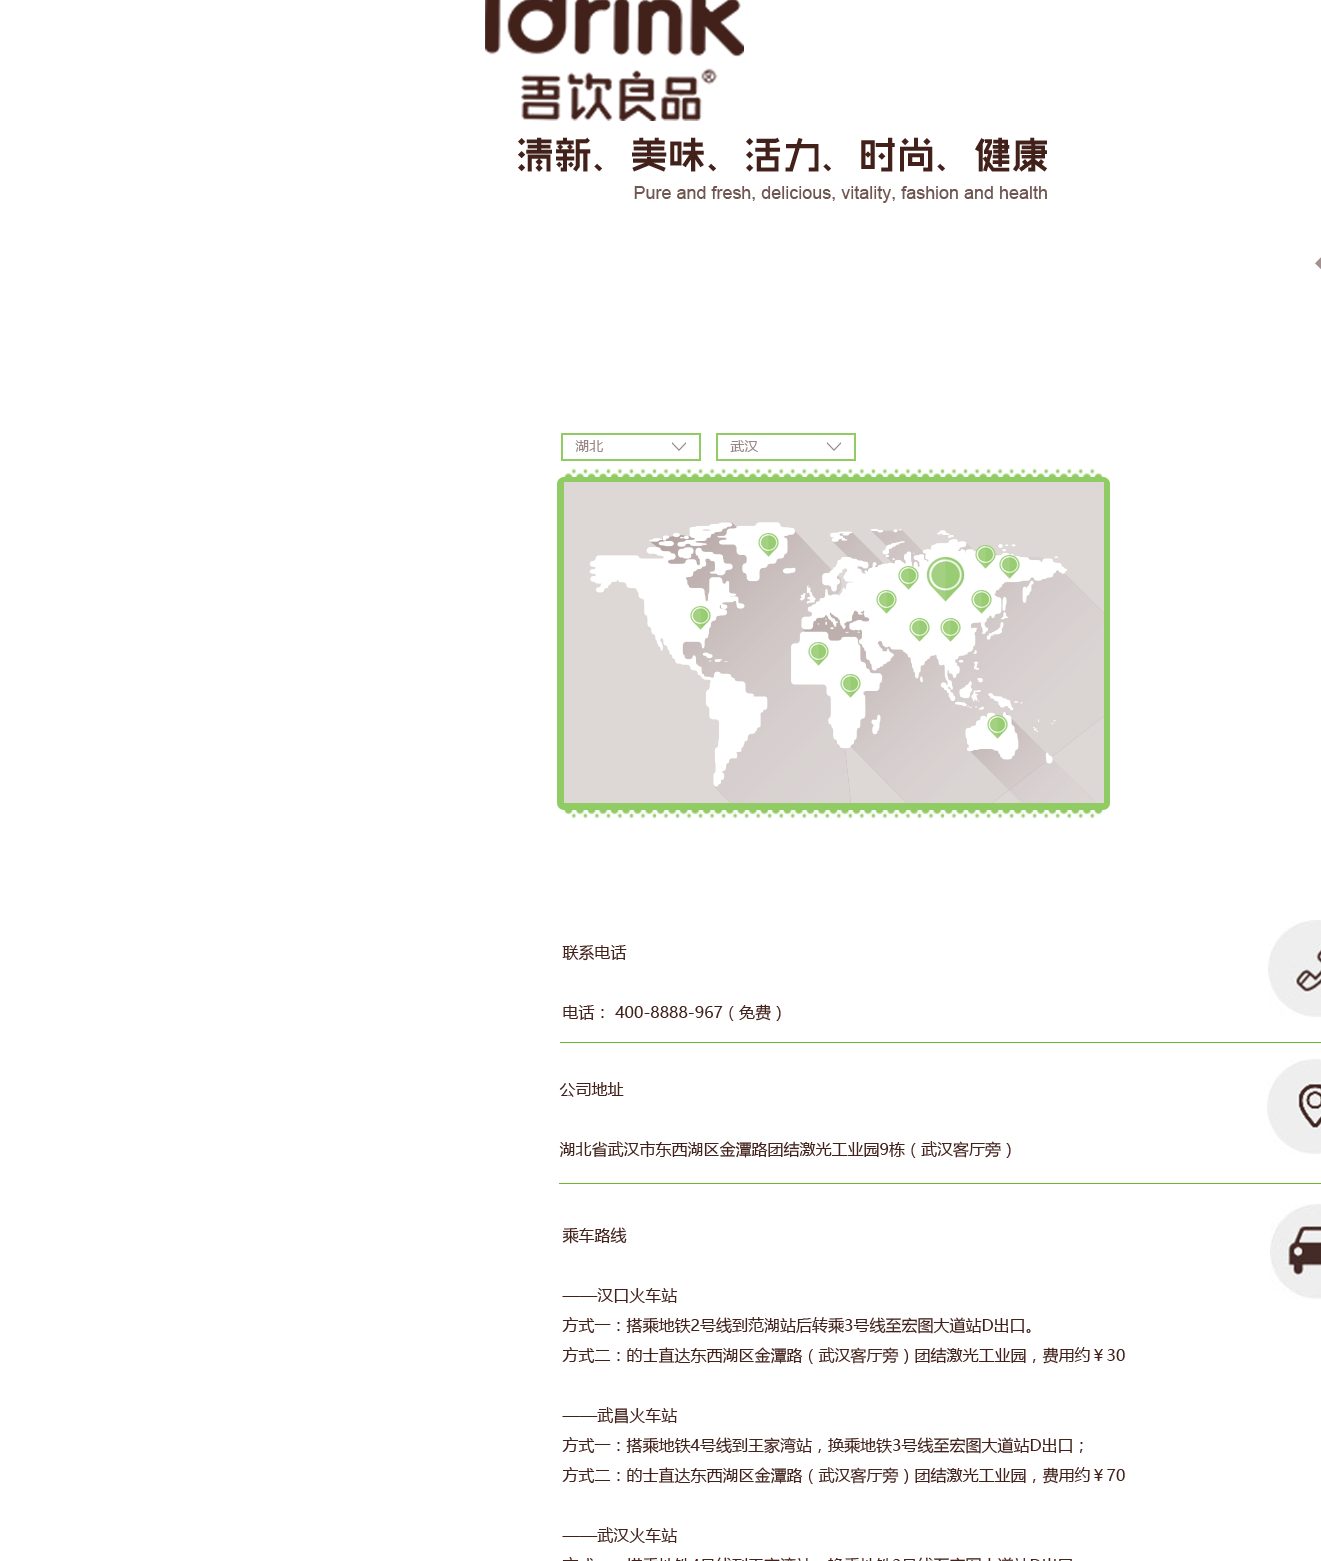 idrink
吾饮良品®
清新、美味、活力、时尚、健康
Pure and fresh, delicious, vitality, fashion and health
湖北
武汉
联系电话
电话： 400-8888-967（免费）
公司地址
湖北省武汉市东西湖区金潭路团结激光工业园9栋（武汉客厅旁）
乘车路线
——汉口火车站
方式一：搭乘地铁2号线到范湖站后转乘3号线至宏图大道站D出口。
方式二：的士直达东西湖区金潭路（武汉客厅旁）团结激光工业园，费用约￥30
——武昌火车站
方式一：搭乘地铁4号线到王家湾站，换乘地铁3号线至宏图大道站D出口；
方式二：的士直达东西湖区金潭路（武汉客厅旁）团结激光工业园，费用约￥70
——武汉火车站